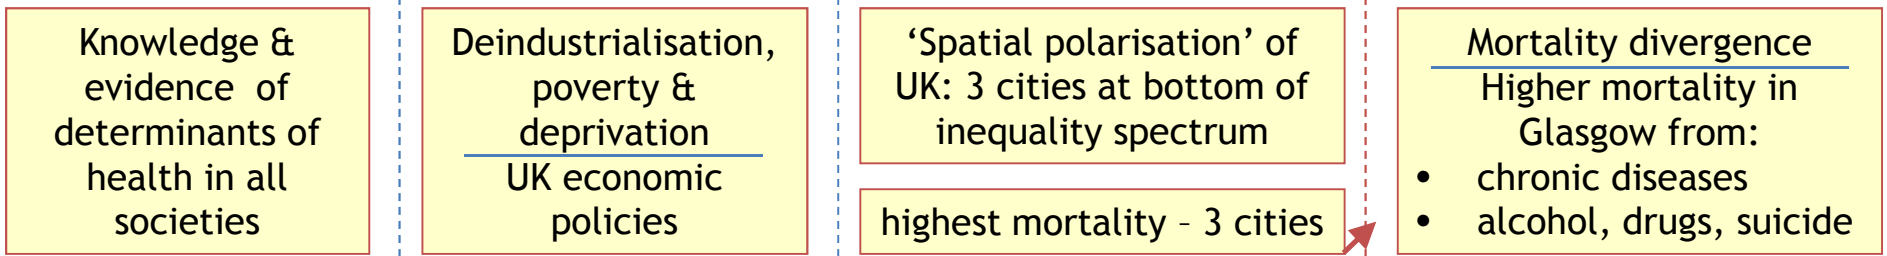 Knowledge &
evidence of
determinants of
health in all
societies
Deindustrialisation,
poverty &
deprivation
UK economic
policies
‘Spatial polarisation’ of
UK: 3 cities at bottom of
inequality spectrum
highest mortality – 3 cities
Mortality divergence
Higher mortality in
Glasgow from:
• chronic diseases
• alcohol, drugs, suicide